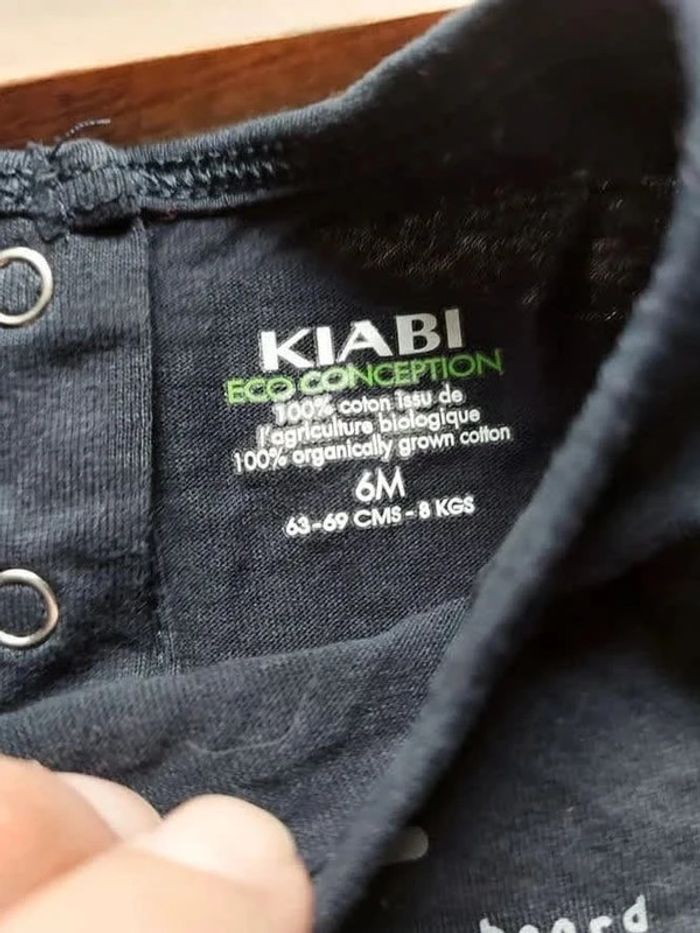 KIABI
ECO CONCEPTION
100% coton issu de
l'agriculture biologique
100% organically grown cotton
6M
63-69 CMS - 8 KGS